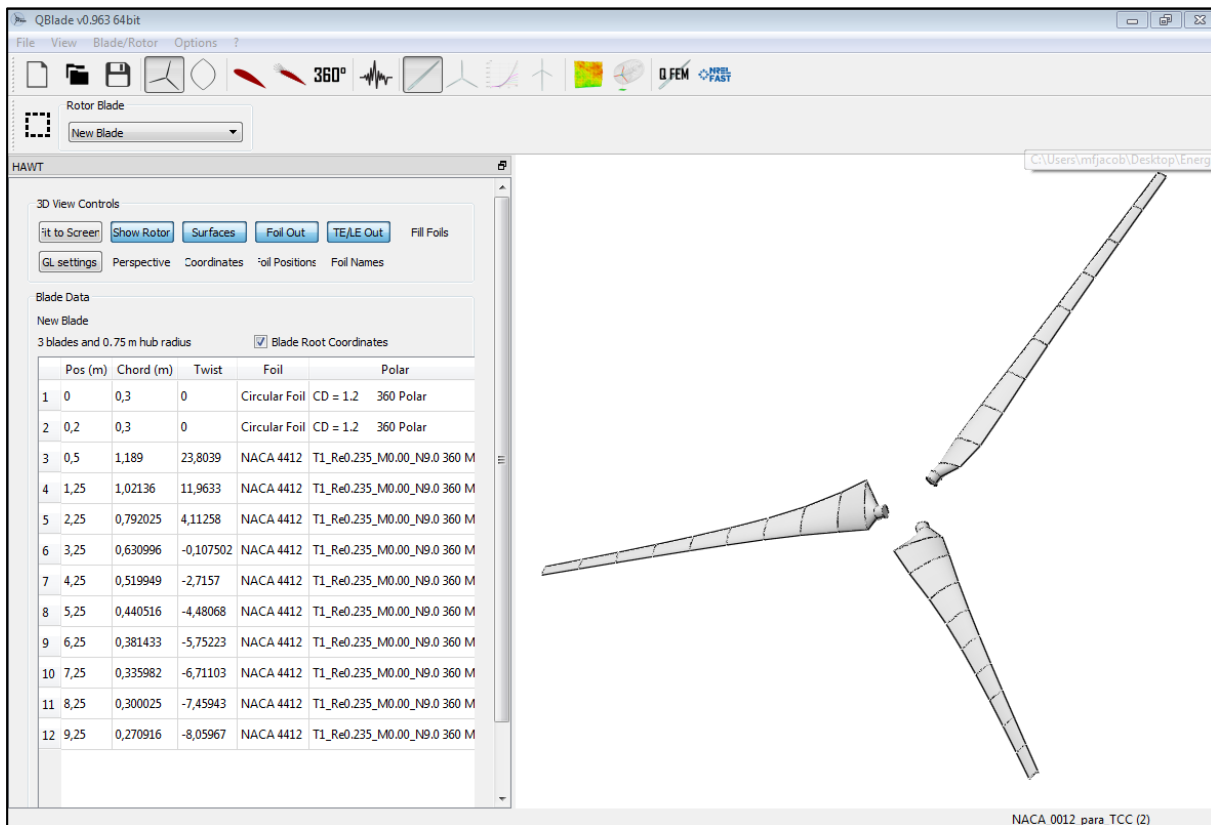 QBlade v0.963 64bit
File View Blade/Rotor Options ?
360° Q FEM NREL FAST
Rotor Blade
New Blade
C:\Users\mfjacob\Desktop\Energ
HAWT
3D View Controls
it to Screen Show Rotor Surfaces Foil Out TE/LE Out Fill Foils
GL settings Perspective Coordinates Foil Positions Foil Names
Blade Data
New Blade
3 blades and 0.75 m hub radius Blade Root Coordinates
Pos (m) Chord (m) Twist Foil Polar
1 0 0,3 0 Circular Foil CD = 1.2 360 Polar
2 0,2 0,3 0 Circular Foil CD = 1.2 360 Polar
3 0,5 1,189 23,8039 NACA 4412 T1_Re0.235_M0.00_N9.0 360 M
4 1,25 1,02136 11,9633 NACA 4412 T1_Re0.235_M0.00_N9.0 360 M
5 2,25 0,792025 4,11258 NACA 4412 T1_Re0.235_M0.00_N9.0 360 M
6 3,25 0,630996 -0,107502 NACA 4412 T1_Re0.235_M0.00_N9.0 360 M
7 4,25 0,519949 -2,7157 NACA 4412 T1_Re0.235_M0.00_N9.0 360 M
8 5,25 0,440516 -4,48068 NACA 4412 T1_Re0.235_M0.00_N9.0 360 M
9 6,25 0,381433 -5,75223 NACA 4412 T1_Re0.235_M0.00_N9.0 360 M
10 7,25 0,335982 -6,71103 NACA 4412 T1_Re0.235_M0.00_N9.0 360 M
11 8,25 0,300025 -7,45943 NACA 4412 T1_Re0.235_M0.00_N9.0 360 M
12 9,25 0,270916 -8,05967 NACA 4412 T1_Re0.235_M0.00_N9.0 360 M
NACA_0012_para_TCC (2)